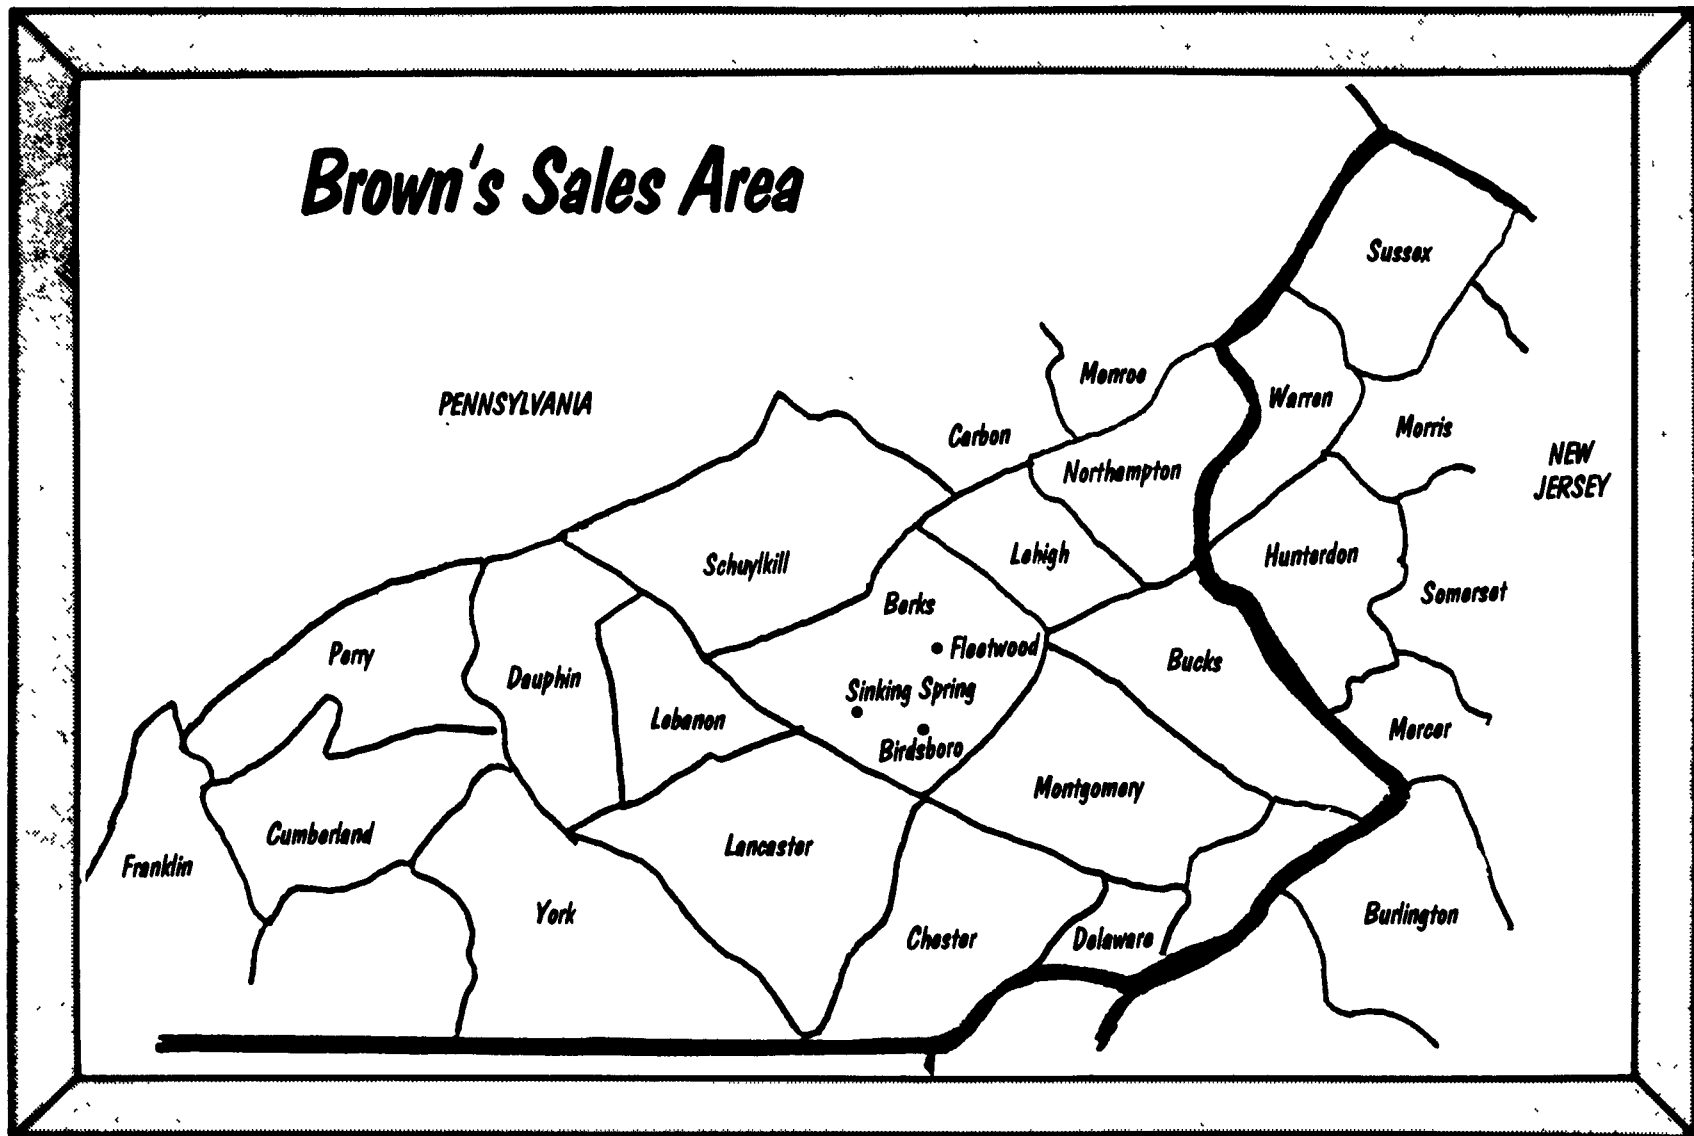 Brown's Sales Area
Sussex
PENNSYLVANIA
Monroe
Warren
Carbon
Morris
Northampton
NEW
JERSEY
Schuylkill
Lehigh
Hunterdon
Berks
Somerset
Fleetwood
Perry
Dauphin
Bucks
Sinking Spring
Lebanon
Mercer
Birdsboro
Montgomery
Cumberland
Lancaster
Franklin
York
Burlington
Chester
Delaware